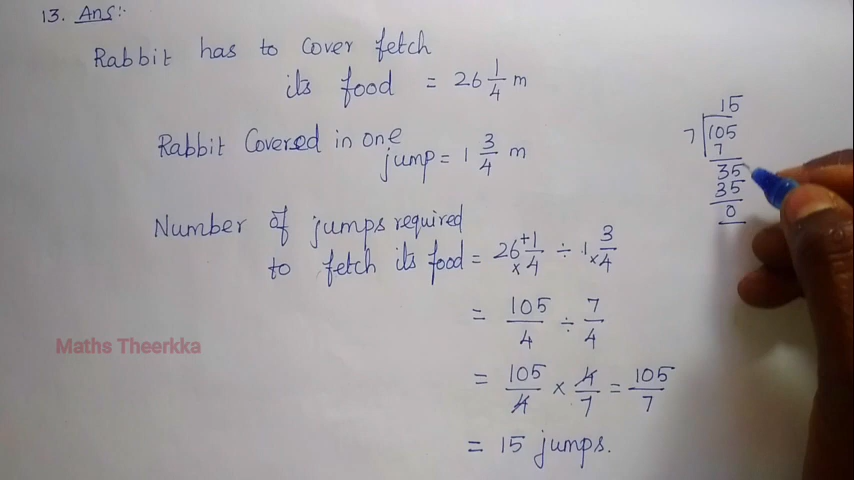 13. Ans:-
Rabbit has to cover fetch
its food = 26 1/4 m
Rabbit Covered in one
jump = 1 3/4 m
Number of jumps required
to fetch its food = 26 + 1/4 ÷ 1 3/4
× ×
= 105/4 ÷ 7/4
= 105/4 × 4/7 = 105/7
= 15 jumps.
15
7 105
7
35
35
0
Maths Theerkka